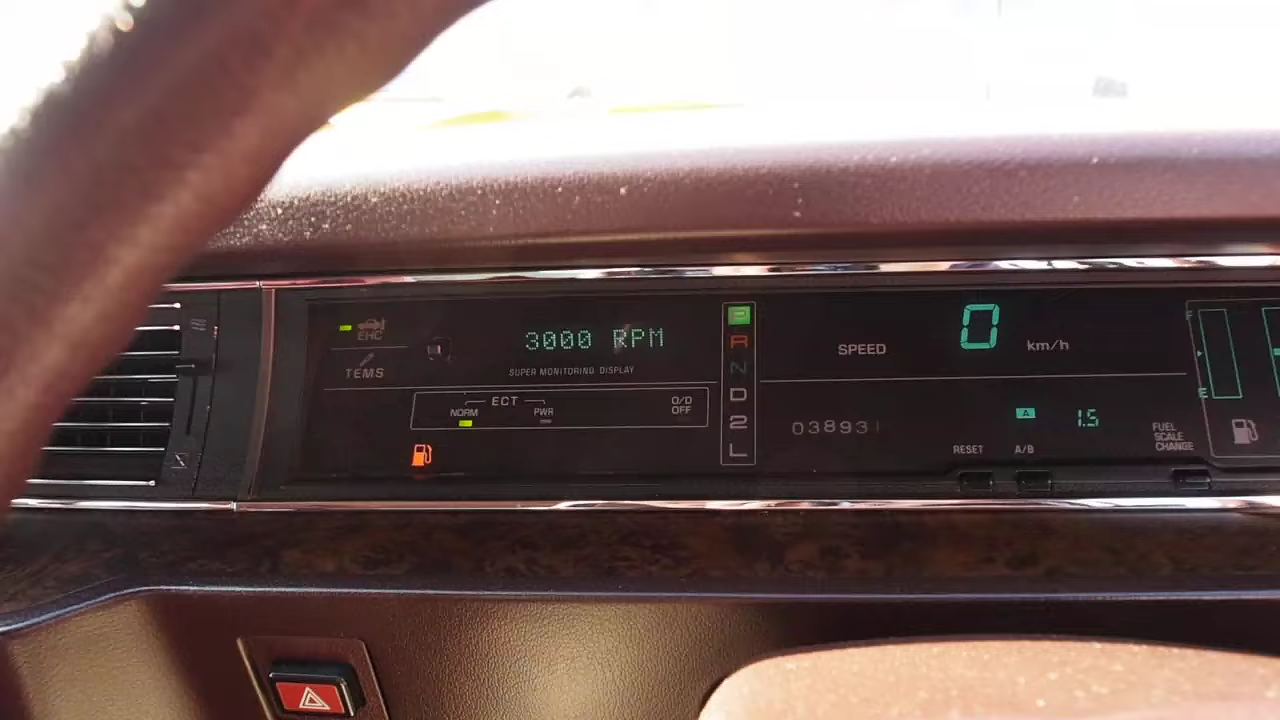 EHC
TEMS
3000 RPM
SUPER MONITORING DISPLAY
ECT
NORM PWR
O/D
OFF
P
R
N
D
2
L
SPEED 0 km/h
038931
A 1.5
RESET A/B
FUEL
SCALE
CHANGE
F
E